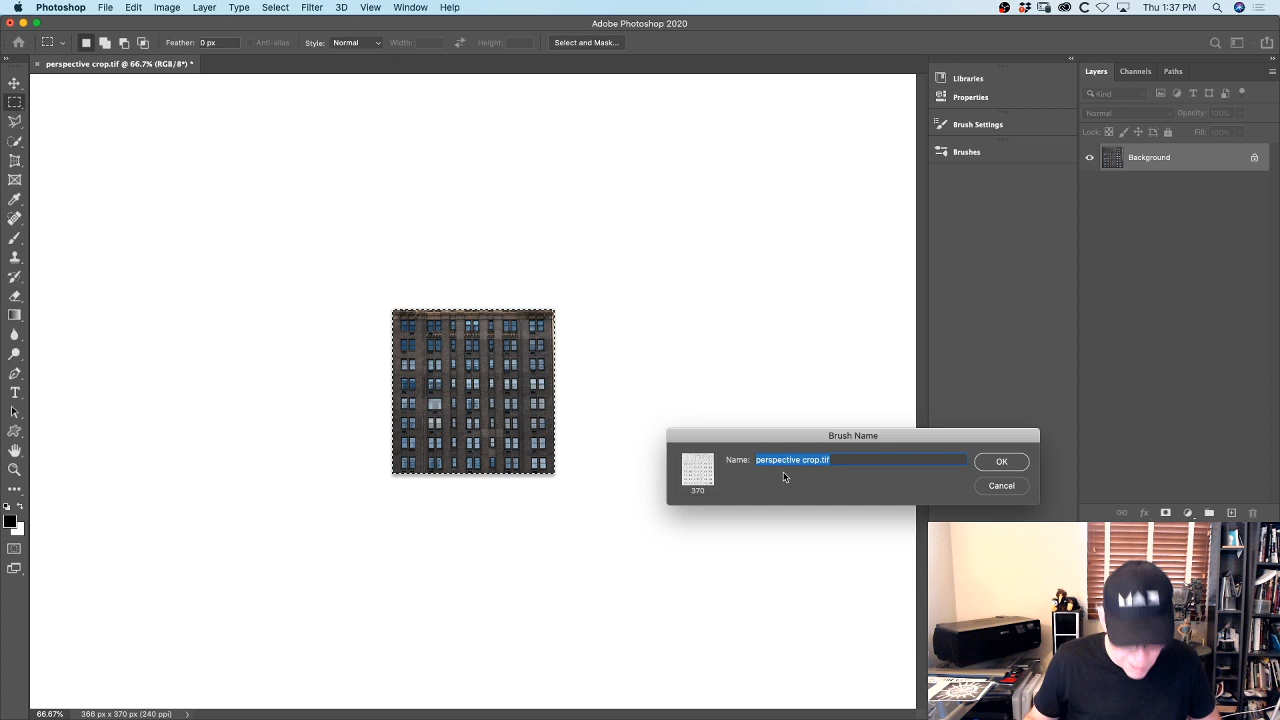 Photoshop File Edit Image Layer Type Select Filter 3D View Window Help
Thu 1:37 PM
Adobe Photoshop 2020
Feather: 0 px Anti-alias Style: Normal Width: Height: Select and Mask...
× perspective crop.tif @ 66.7% (RGB/8*) *
Libraries
Properties
Brush Settings
Brushes
Layers Channels Paths
Kind
Normal Opacity: 100%
Lock: Fill: 100%
Background
Brush Name
Name: perspective crop.tif
OK
Cancel
370
66.67% 366 px x 370 px (240 ppi)